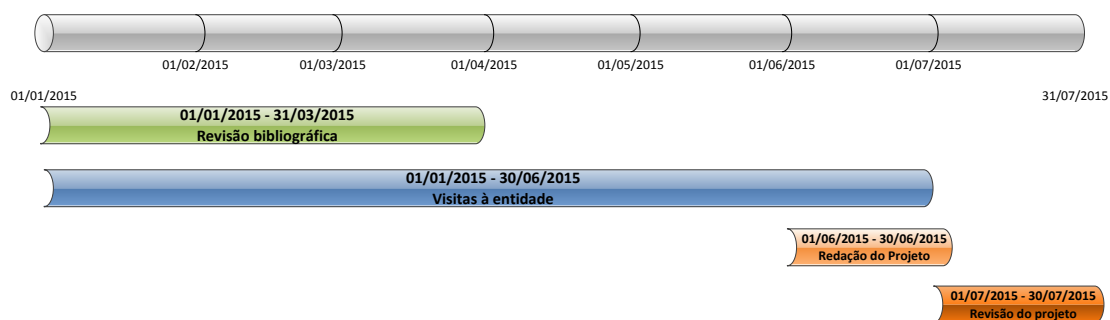 01/02/2015 01/03/2015 01/04/2015 01/05/2015 01/06/2015 01/07/2015
01/01/2015 31/07/2015
01/01/2015 - 31/03/2015
Revisão bibliográfica
01/01/2015 - 30/06/2015
Visitas à entidade
01/06/2015 - 30/06/2015
Redação do Projeto
01/07/2015 - 30/07/2015
Revisão do projeto